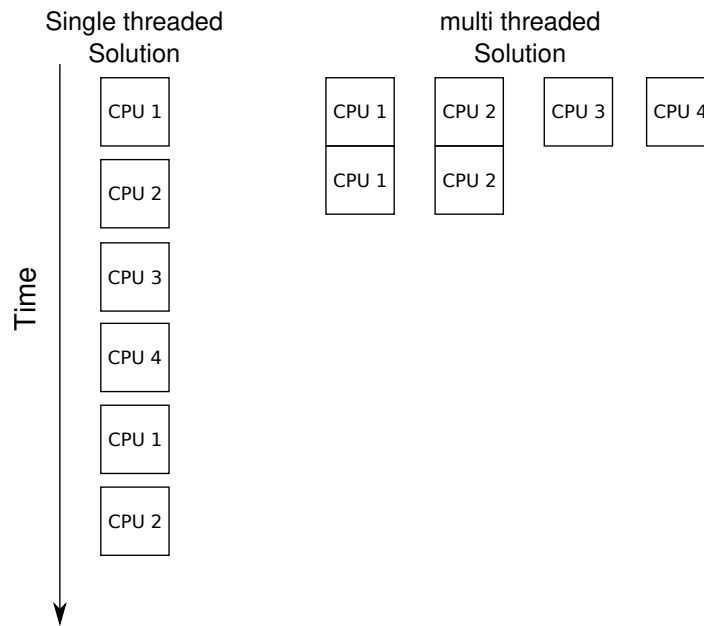 Single threaded
Solution
multi threaded
Solution
Time
CPU 1
CPU 2
CPU 3
CPU 4
CPU 1
CPU 2
CPU 1
CPU 2
CPU 3
CPU 4
CPU 1
CPU 2